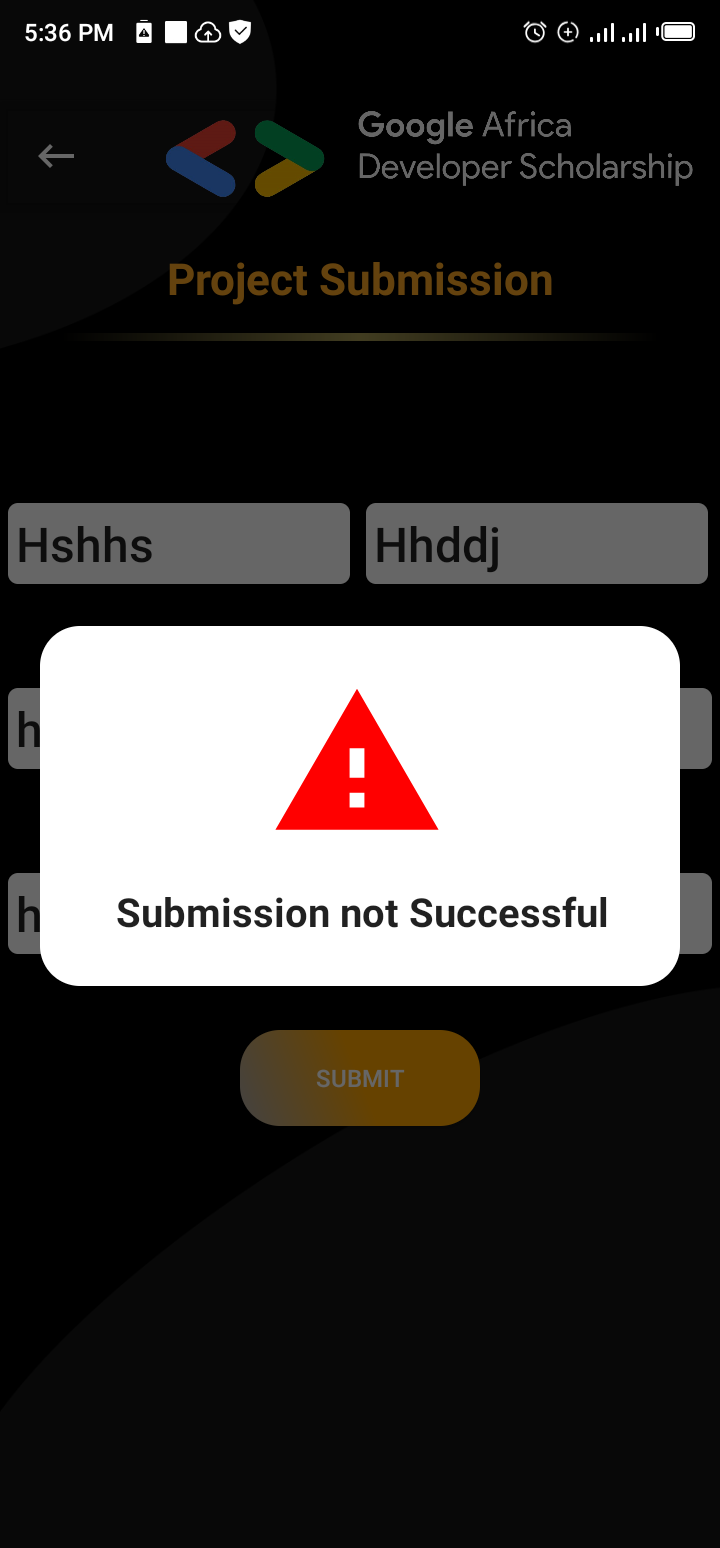 5:36 PM
Google Africa
Developer Scholarship
Project Submission
Hshhs Hhddj
h
h
Submission not Successful
SUBMIT